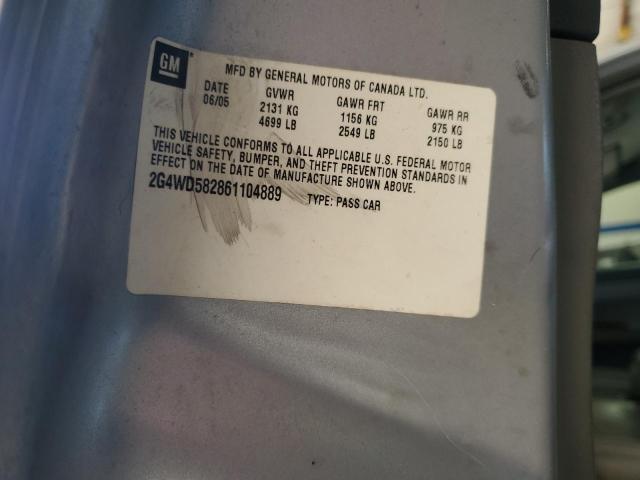 GM
MFD BY GENERAL MOTORS OF CANADA LTD.
DATE GVWR GAWR FRT GAWR RR
06/05 2131 KG 1156 KG 975 KG
4699 LB 2549 LB 2150 LB
THIS VEHICLE CONFORMS TO ALL APPLICABLE U.S. FEDERAL MOTOR
VEHICLE SAFETY, BUMPER, AND THEFT PREVENTION STANDARDS IN
EFFECT ON THE DATE OF MANUFACTURE SHOWN ABOVE.
2G4WD582861104889 TYPE: PASS CAR